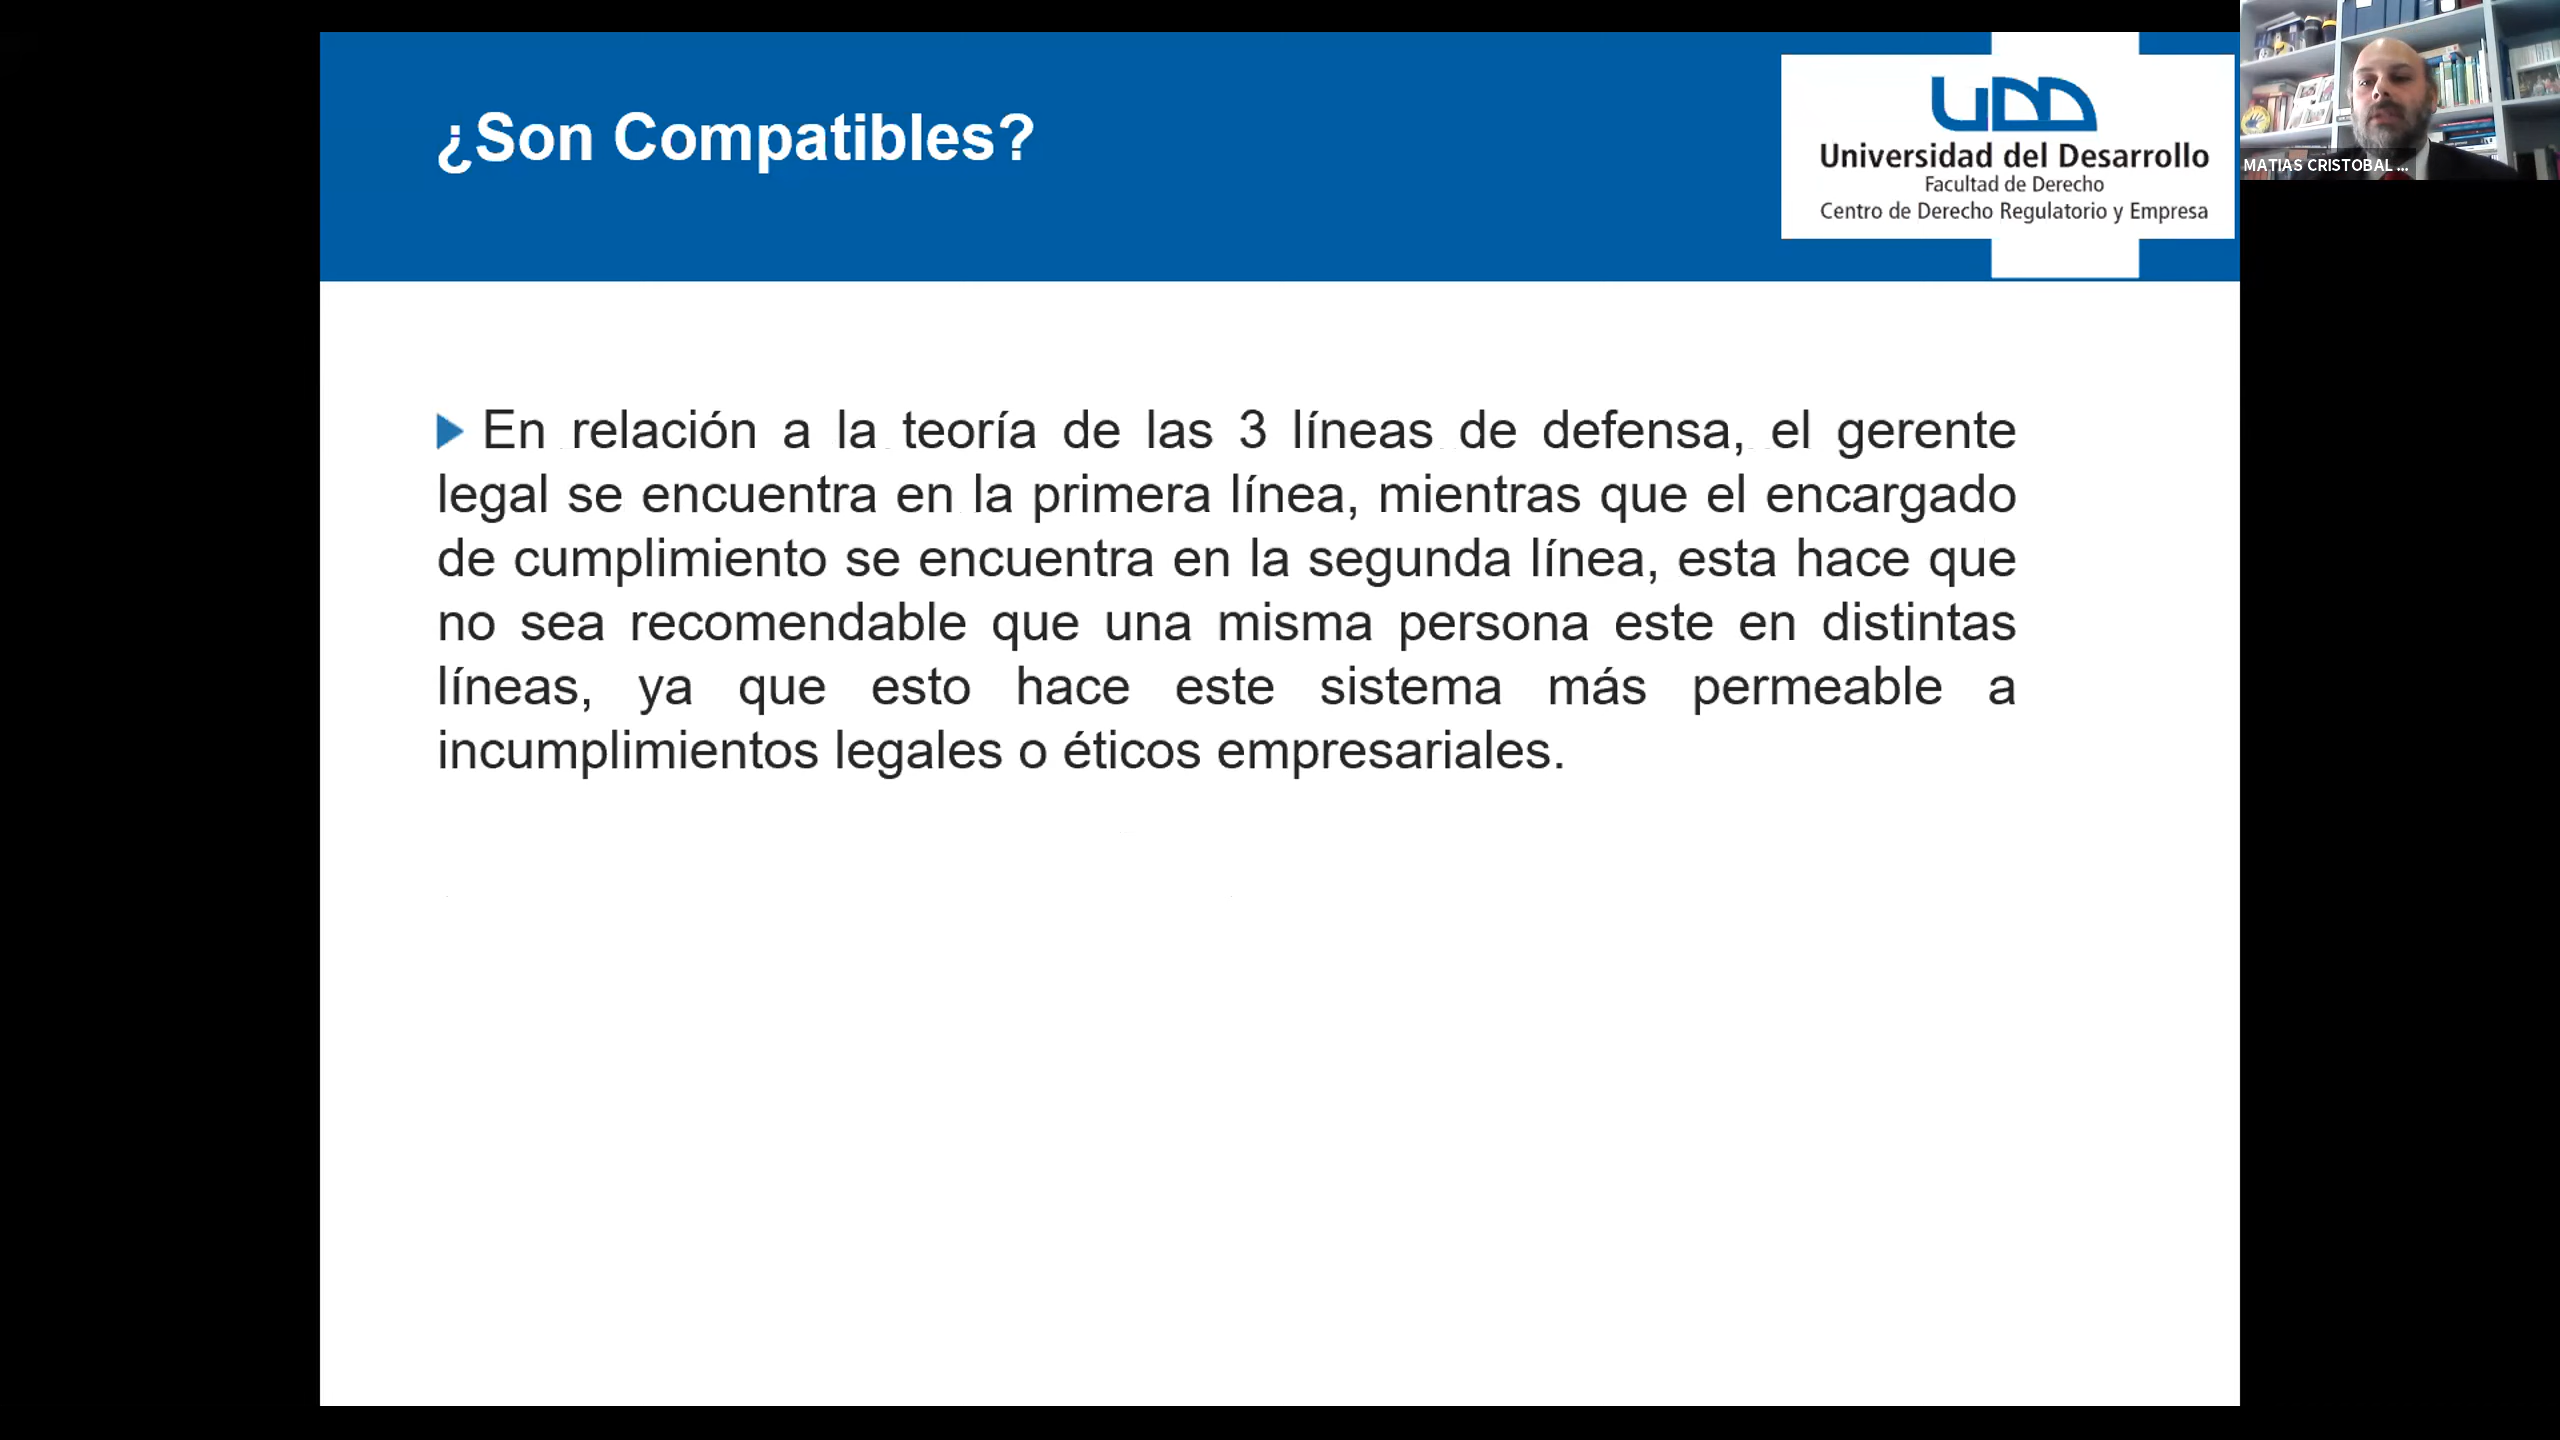 ¿Son Compatibles?
UDD
Universidad del Desarrollo
Facultad de Derecho
Centro de Derecho Regulatorio y Empresa
MATIAS CRISTOBAL ...
En relación a la teoría de las 3 líneas de defensa, el gerente
legal se encuentra en la primera línea, mientras que el encargado
de cumplimiento se encuentra en la segunda línea, esta hace que
no sea recomendable que una misma persona este en distintas
líneas, ya que esto hace este sistema más permeable a
incumplimientos legales o éticos empresariales.